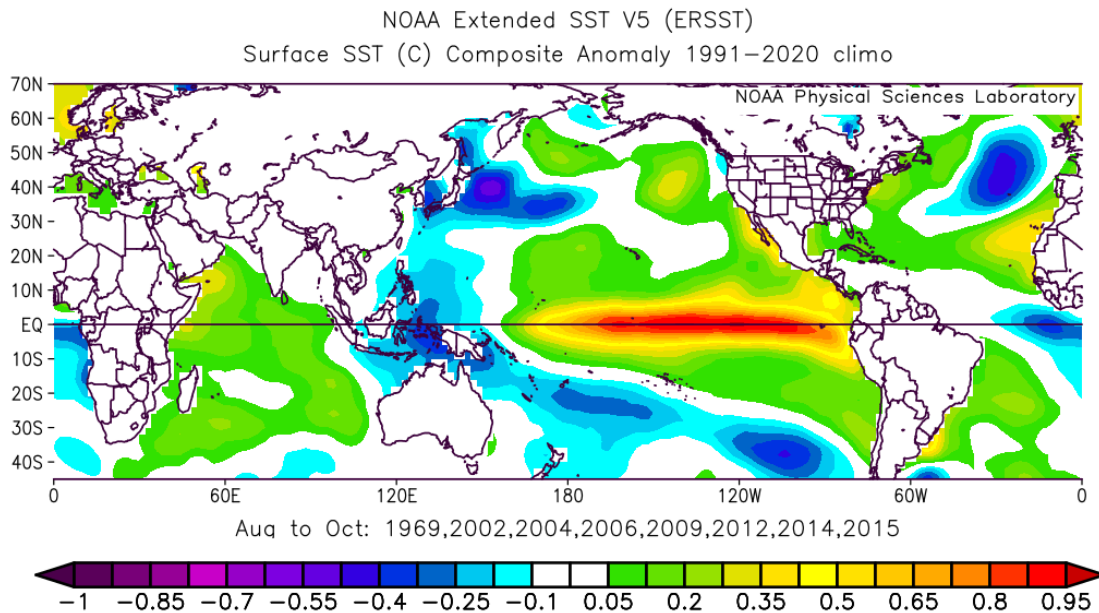 NOAA Extended SST V5 (ERSST)
Surface SST (C) Composite Anomaly 1991-2020 climo
70N
NOAA Physical Sciences Laboratory
60N
50N
40N
30N
20N
10N
EQ
10S
20S
30S
40S
0 60E 120E 180 120W 60W 0
Aug to Oct: 1969,2002,2004,2006,2009,2012,2014,2015
-1 -0.85 -0.7 -0.55 -0.4 -0.25 -0.1 0.05 0.2 0.35 0.5 0.65 0.8 0.95